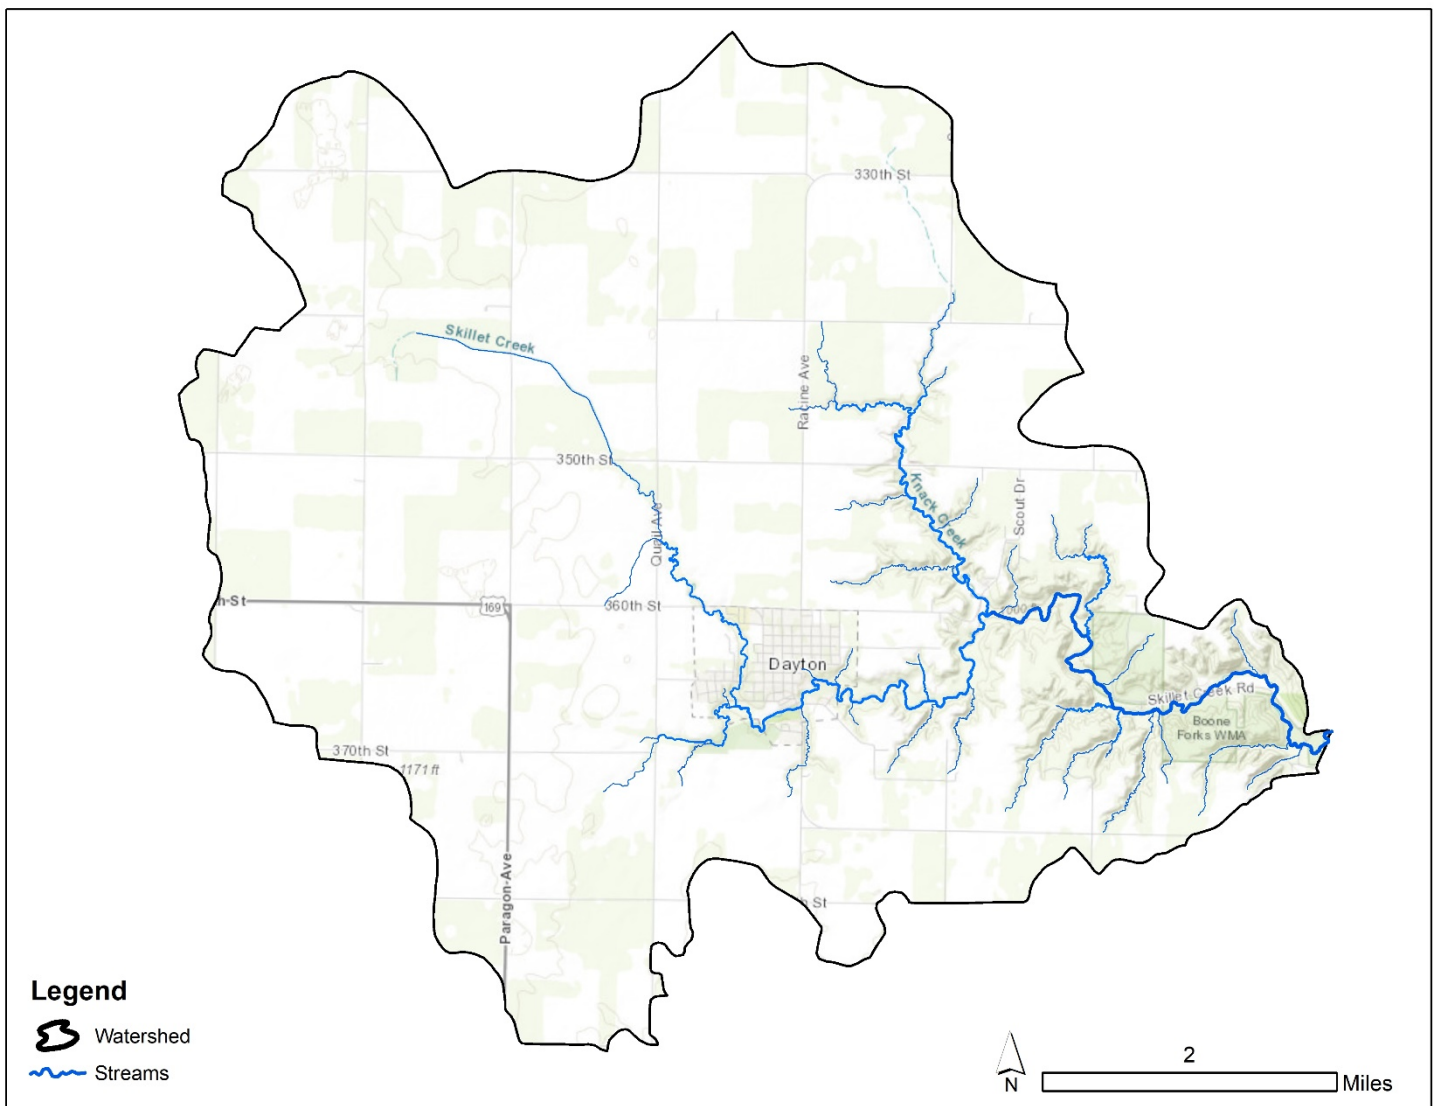 330th St
Skillet Creek
Racine Ave
350th St
Knack Creek
Scout Dr
Quail Ave
h St
169
360th St
Dayton
Skillet Creek Rd
Boone
Forks WMA
370th St
1171 ft
Paragon Ave
St
Legend
Watershed
Streams
N
2
Miles